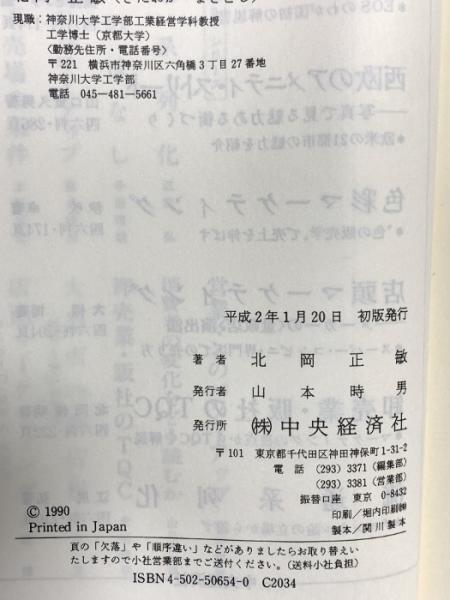 現職：神奈川大学工学部工業経営学科教授
工学博士（京都大学）
〈勤務先住所・電話番号〉
〒221 横浜市神奈川区六角橋3丁目27番
神奈川大学工学部
電話 045―481―5661
平成2年1月20日 初版発行
著者 北岡正敏
発行者 山本時男
発行所 ㈱中央経済社
〒101 東京都千代田区神田神保町1-31-2
電話 (293) 3371（編集部）
(293) 3381（営業部）
振替口座 東京 0-8432
印刷／堀内印刷㈱
製本／関川製本
© 1990
Printed in Japan
頁の「欠落」や「順序違い」などがありましたらお取り替えい
たしますので小社営業部までご送付ください。（送料小社負担）
ISBN4-502-50654-0 C2034